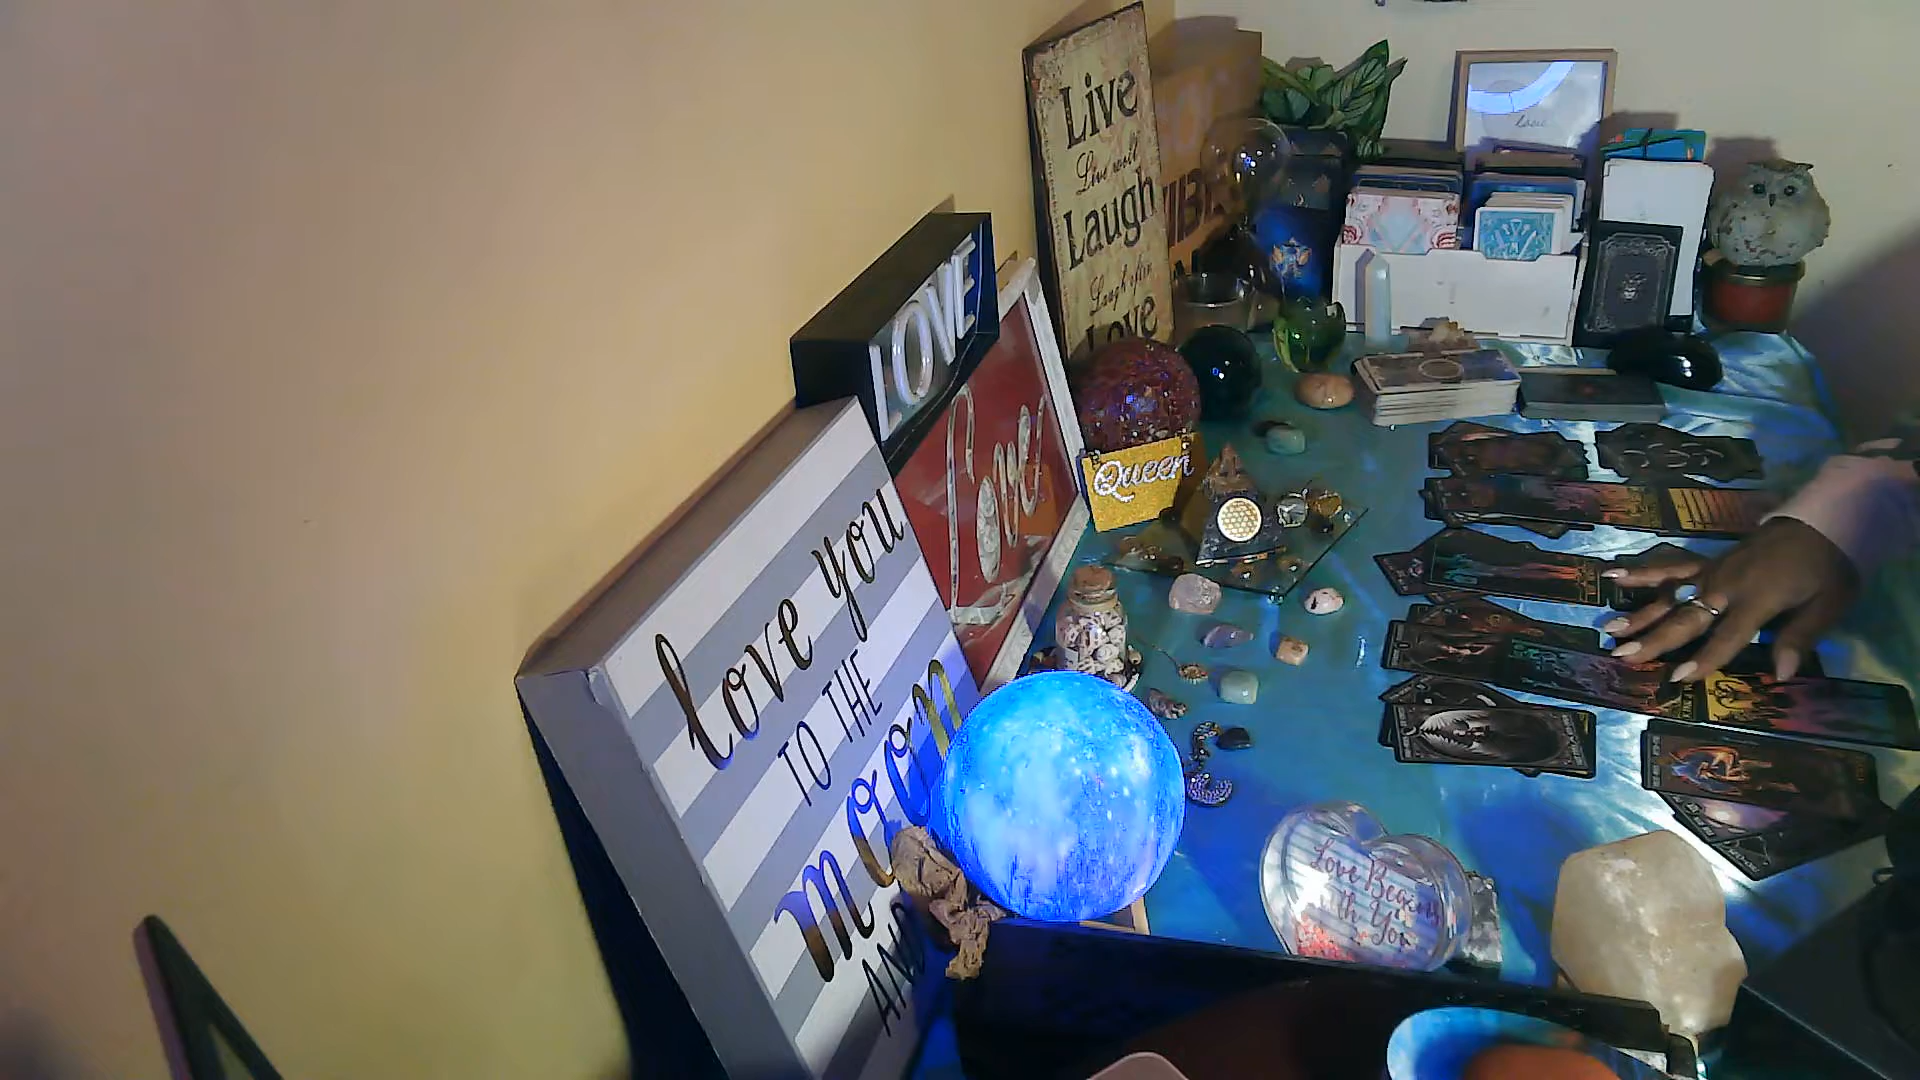 Live
Live well
Laugh
Laugh often
Love
VIBE
LOVE
Love
Queen
love you
TO THE
moon
AND
Love Begins
With You